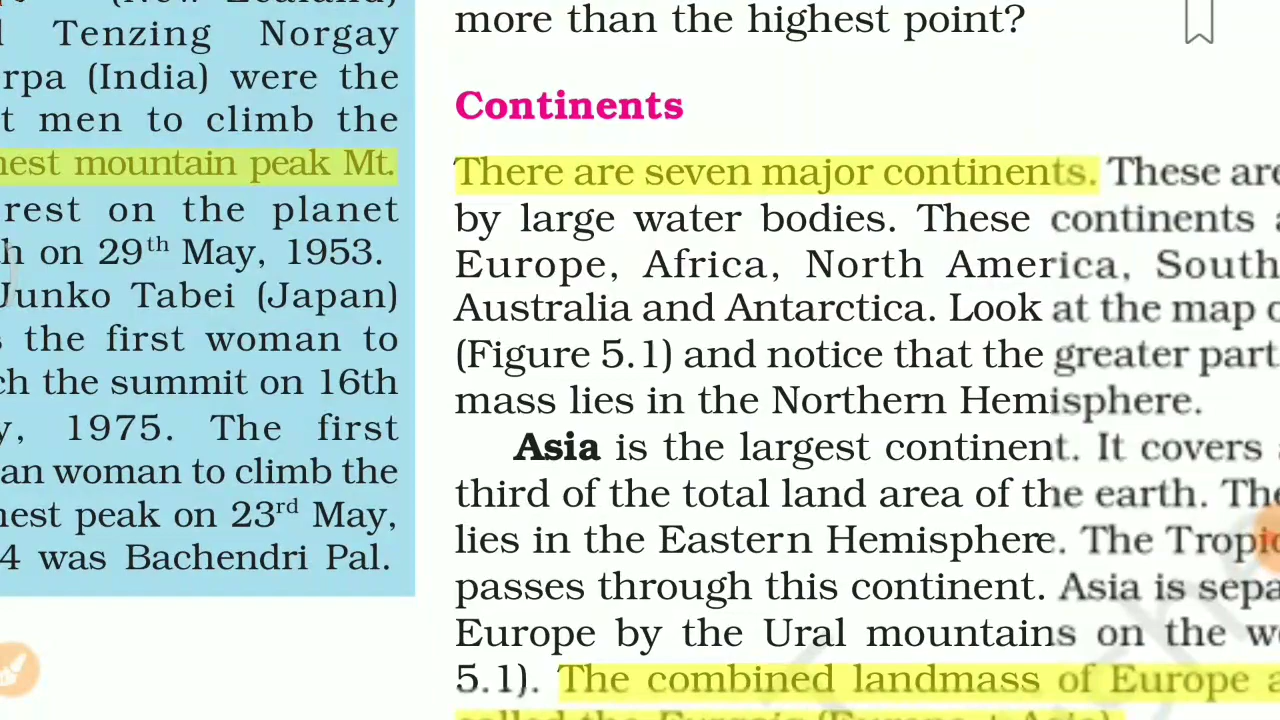 Tenzing Norgay
rpa (India) were the
t men to climb the
nest mountain peak Mt.
rest on the planet
h on 29th May, 1953.
Junko Tabei (Japan)
s the first woman to
ch the summit on 16th
y, 1975. The first
an woman to climb the
nest peak on 23rd May,
4 was Bachendri Pal.
more than the highest point?
Continents
There are seven major continents. These are
by large water bodies. These continents a
Europe, Africa, North America, South
Australia and Antarctica. Look at the map o
(Figure 5.1) and notice that the greater part
mass lies in the Northern Hemisphere.
Asia is the largest continent. It covers
third of the total land area of the earth. The
lies in the Eastern Hemisphere. The Tropic
passes through this continent. Asia is sepa
Europe by the Ural mountains on the we
5.1). The combined landmass of Europe a